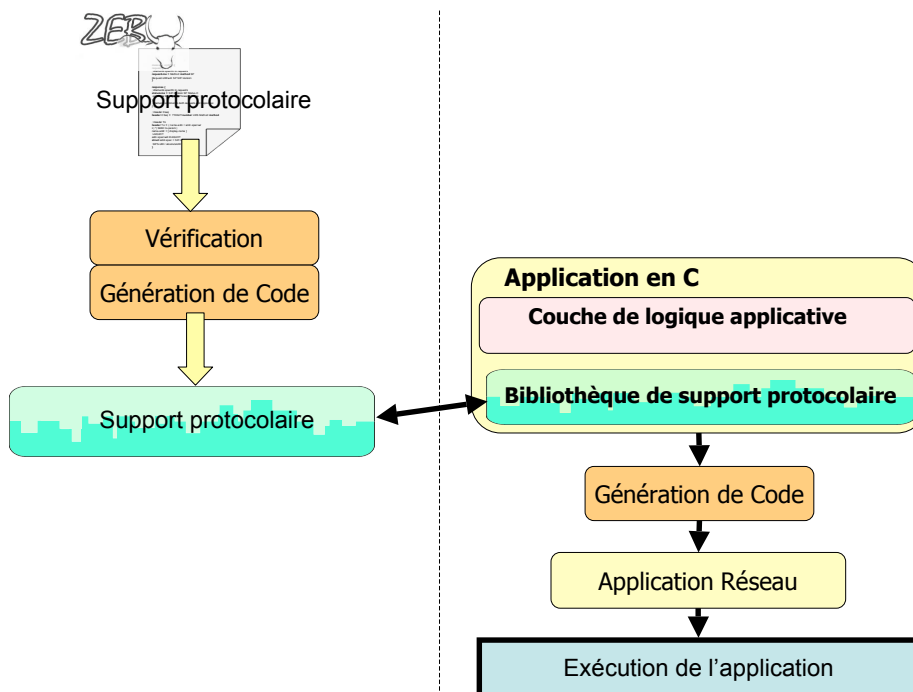 ZEBU
Support protocolaire
Vérification
Génération de Code
Support protocolaire
Application en C
Couche de logique applicative
Bibliothèque de support protocolaire
Génération de Code
Application Réseau
Exécution de l’application